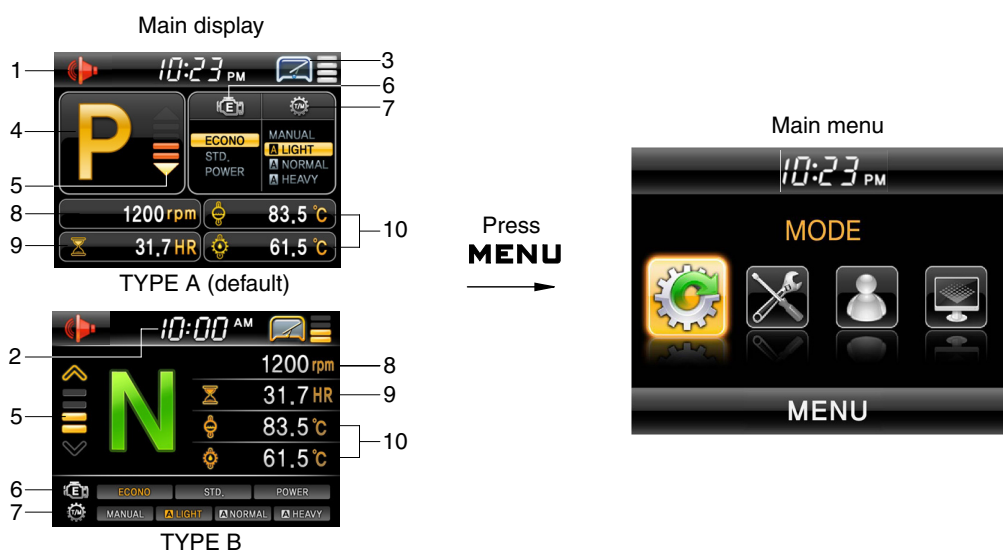 Main display
1
10:23 PM
3
6
7
4
P
E
T/M
ECONO
STD.
POWER
MANUAL
A LIGHT
A NORMAL
A HEAVY
5
8
1200 rpm
83.5 °C
9
31.7 HR
61.5 °C
10
TYPE A (default)
2
10:00 AM
1200 rpm
8
N
31.7 HR
9
5
83.5 °C
61.5 °C
10
6
E
ECONO
STD.
POWER
7
T/M
MANUAL
A LIGHT
A NORMAL
A HEAVY
TYPE B
Press
MENU
Main menu
10:23 PM
MODE
MENU